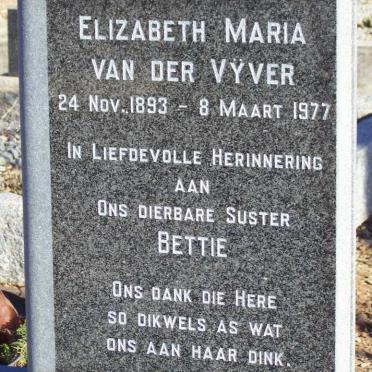 ELIZABETH MARIA
VAN DER VYVER
24 NOV. 1893 – 8 MAART 1977
IN LIEFDEVOLLE HERINNERING
AAN
ONS DIERBARE SUSTER
BETTIE
ONS DANK DIE HERE
SO DIKWELS AS WAT
ONS AAN HAAR DINK.